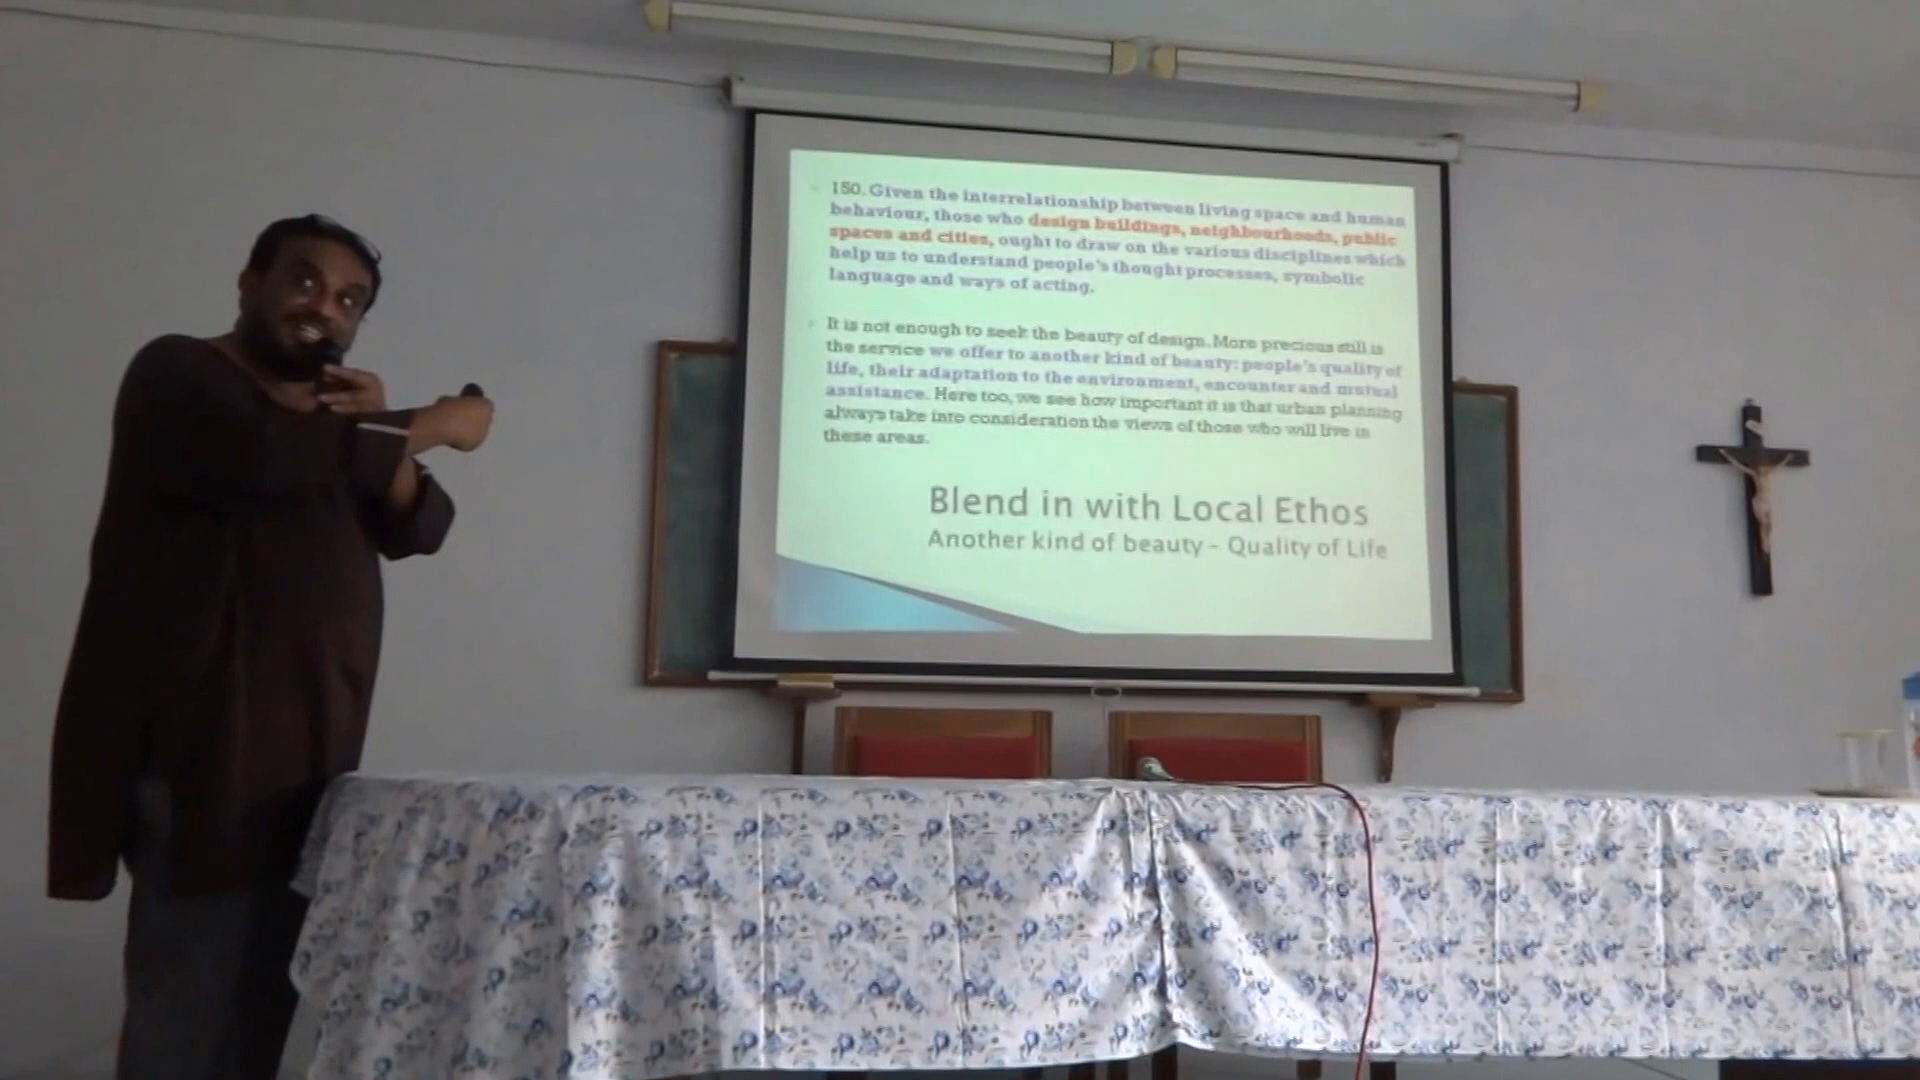 150. Given the interrelationship between living space and human
behaviour, those who design buildings, neighbourhoods, public
spaces and cities, ought to draw on the various disciplines which
help us to understand people's thought processes, symbolic
language and ways of acting.
It is not enough to seek the beauty of design. More precious still is
the service we offer to another kind of beauty: people's quality of
life, their adaptation to the environment, encounter and mutual
assistance. Here too, we see how important it is that urban planning
always take into consideration the views of those who will live in
these areas.
Blend in with Local Ethos
Another kind of beauty - Quality of Life